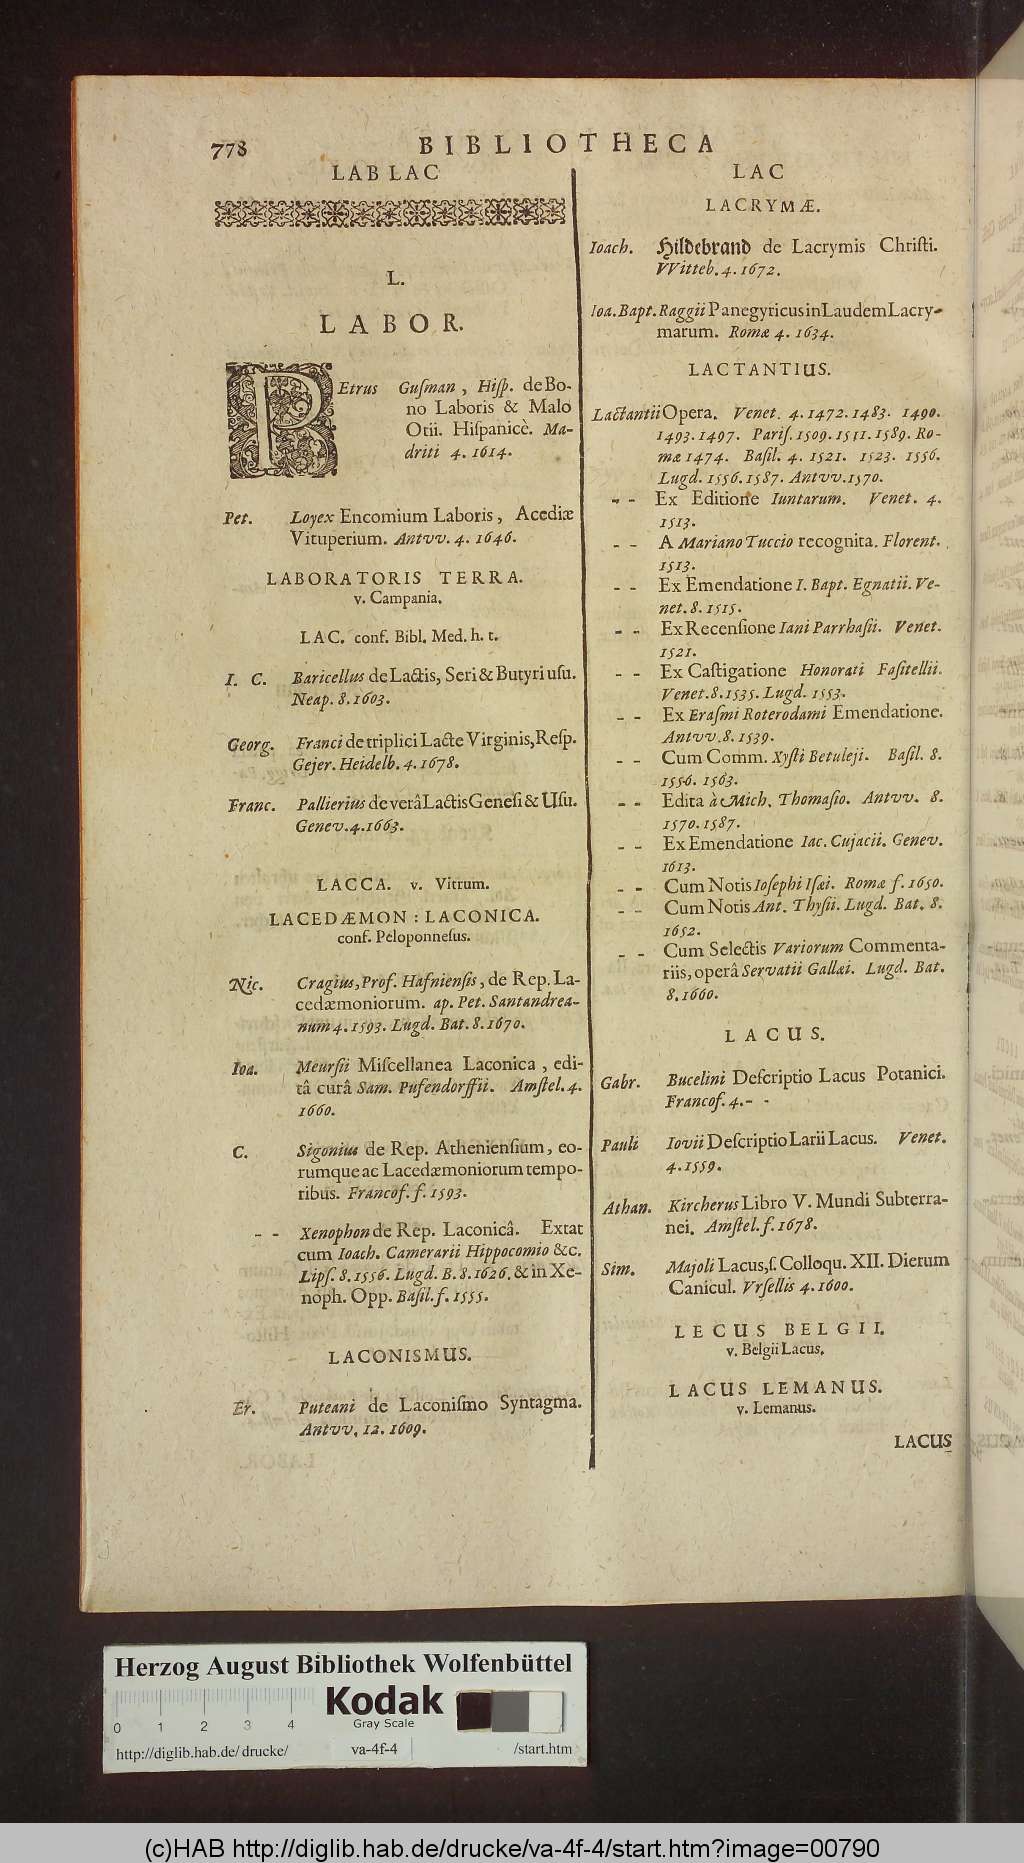 778 BIBLIOTHECA
LAB LAC
L.
LABOR.
PEtrus Guſman, Hiſp. de Bo-
no Laboris & Malo
Otii. Hiſpanicè. Ma-
driti 4. 1614.
Pet. Loyex Encomium Laboris, Acediæ
Vituperium. Antvv. 4. 1646.
LABORATORIS TERRA.
v. Campania.
LAC. conf. Bibl. Med. h. t.
I. C. Baricellus de Lactis, Seri & Butyri uſu.
Neap. 8. 1603.
Georg. Franci de triplici Lacte Virginis, Reſp.
Gejer. Heidelb. 4. 1678.
Franc. Pallierius de verâ Lactis Geneſi & Uſu.
Genev. 4. 1663.
LACCA. v. Vitrum.
LACEDÆMON: LACONICA.
conf. Peloponneſus.
Nic. Cragius, Prof. Hafnienſis, de Rep. La-
cedæmoniorum. ap. Pet. Santandrea-
num 4. 1593. Lugd. Bat. 8. 1670.
Ioa. Meurſii Miſcellanea Laconica, edi-
tâ curâ Sam. Pufendorffii. Amſtel. 4.
1660.
C. Sigonius de Rep. Athenienſium, eo-
rumque ac Lacedæmoniorum tempo-
ribus. Francof. f. 1593.
- - Xenophon de Rep. Laconicâ. Extat
cum Ioach. Camerarii Hippocomio &c.
Lipſ. 8. 1556. Lugd. B. 8. 1626. & in Xe-
noph. Opp. Baſil. f. 1555.
LACONISMUS.
Er. Puteani de Laconiſmo Syntagma.
Antvv. 12. 1609.
LAC
LACRYMÆ.
Ioach. Hildebrand de Lacrymis Chriſti.
VVitteb. 4. 1672.
Ioa. Bapt. Raggii Panegyricus in Laudem Lacry-
marum. Romæ 4. 1634.
LACTANTIUS.
Lactantii Opera. Venet. 4. 1472. 1483. 1490.
1493. 1497. Pariſ. 1509. 1511. 1589. Ro-
mæ 1474. Baſil. 4. 1521. 1523. 1556.
Lugd. 1556. 1587. Antvv. 1570.
- - Ex Editione Iuntarum. Venet. 4.
1513.
- - A Mariano Tuccio recognita. Florent.
1513.
- - Ex Emendatione I. Bapt. Egnatii. Ve-
net. 8. 1515.
- - Ex Recenſione Iani Parrhaſii. Venet.
1521.
- - Ex Caſtigatione Honorati Faſitellii.
Venet. 8. 1535. Lugd. 1553.
- - Ex Eraſmi Roterodami Emendatione.
Antvv. 8. 1539.
- - Cum Comm. Xyſti Betuleji. Baſil. 8.
1556. 1563.
- - Edita à Mich. Thomaſio. Antvv. 8.
1570. 1587.
- - Ex Emendatione Iac. Cujacii. Genev.
1613.
- - Cum Notis Ioſephi Iſæi. Romæ f. 1650.
- - Cum Notis Ant. Thyſii. Lugd. Bat. 8.
1652.
- - Cum Selectis Variorum Commenta-
riis, operâ Servatii Gallæi. Lugd. Bat.
8. 1660.
LACUS.
Gabr. Bucelini Deſcriptio Lacus Potanici.
Francof. 4. - -
Pauli Iovii Deſcriptio Larii Lacus. Venet.
4. 1559.
Athan. Kircherus Libro V. Mundi Subterra-
nei. Amſtel. f. 1678.
Sim. Majoli Lacus, ſ. Colloqu. XII. Dierum
Canicul. Vrſellis 4. 1600.
LECUS BELGII.
v. Belgii Lacus.
LACUS LEMANUS.
v. Lemanus.
LACUS
Herzog August Bibliothek Wolfenbüttel
Kodak
Gray Scale
0 1 2 3 4
http://diglib.hab.de/drucke/ va-4f-4 /start.htm
(c)HAB http://diglib.hab.de/drucke/va-4f-4/start.htm?image=00790